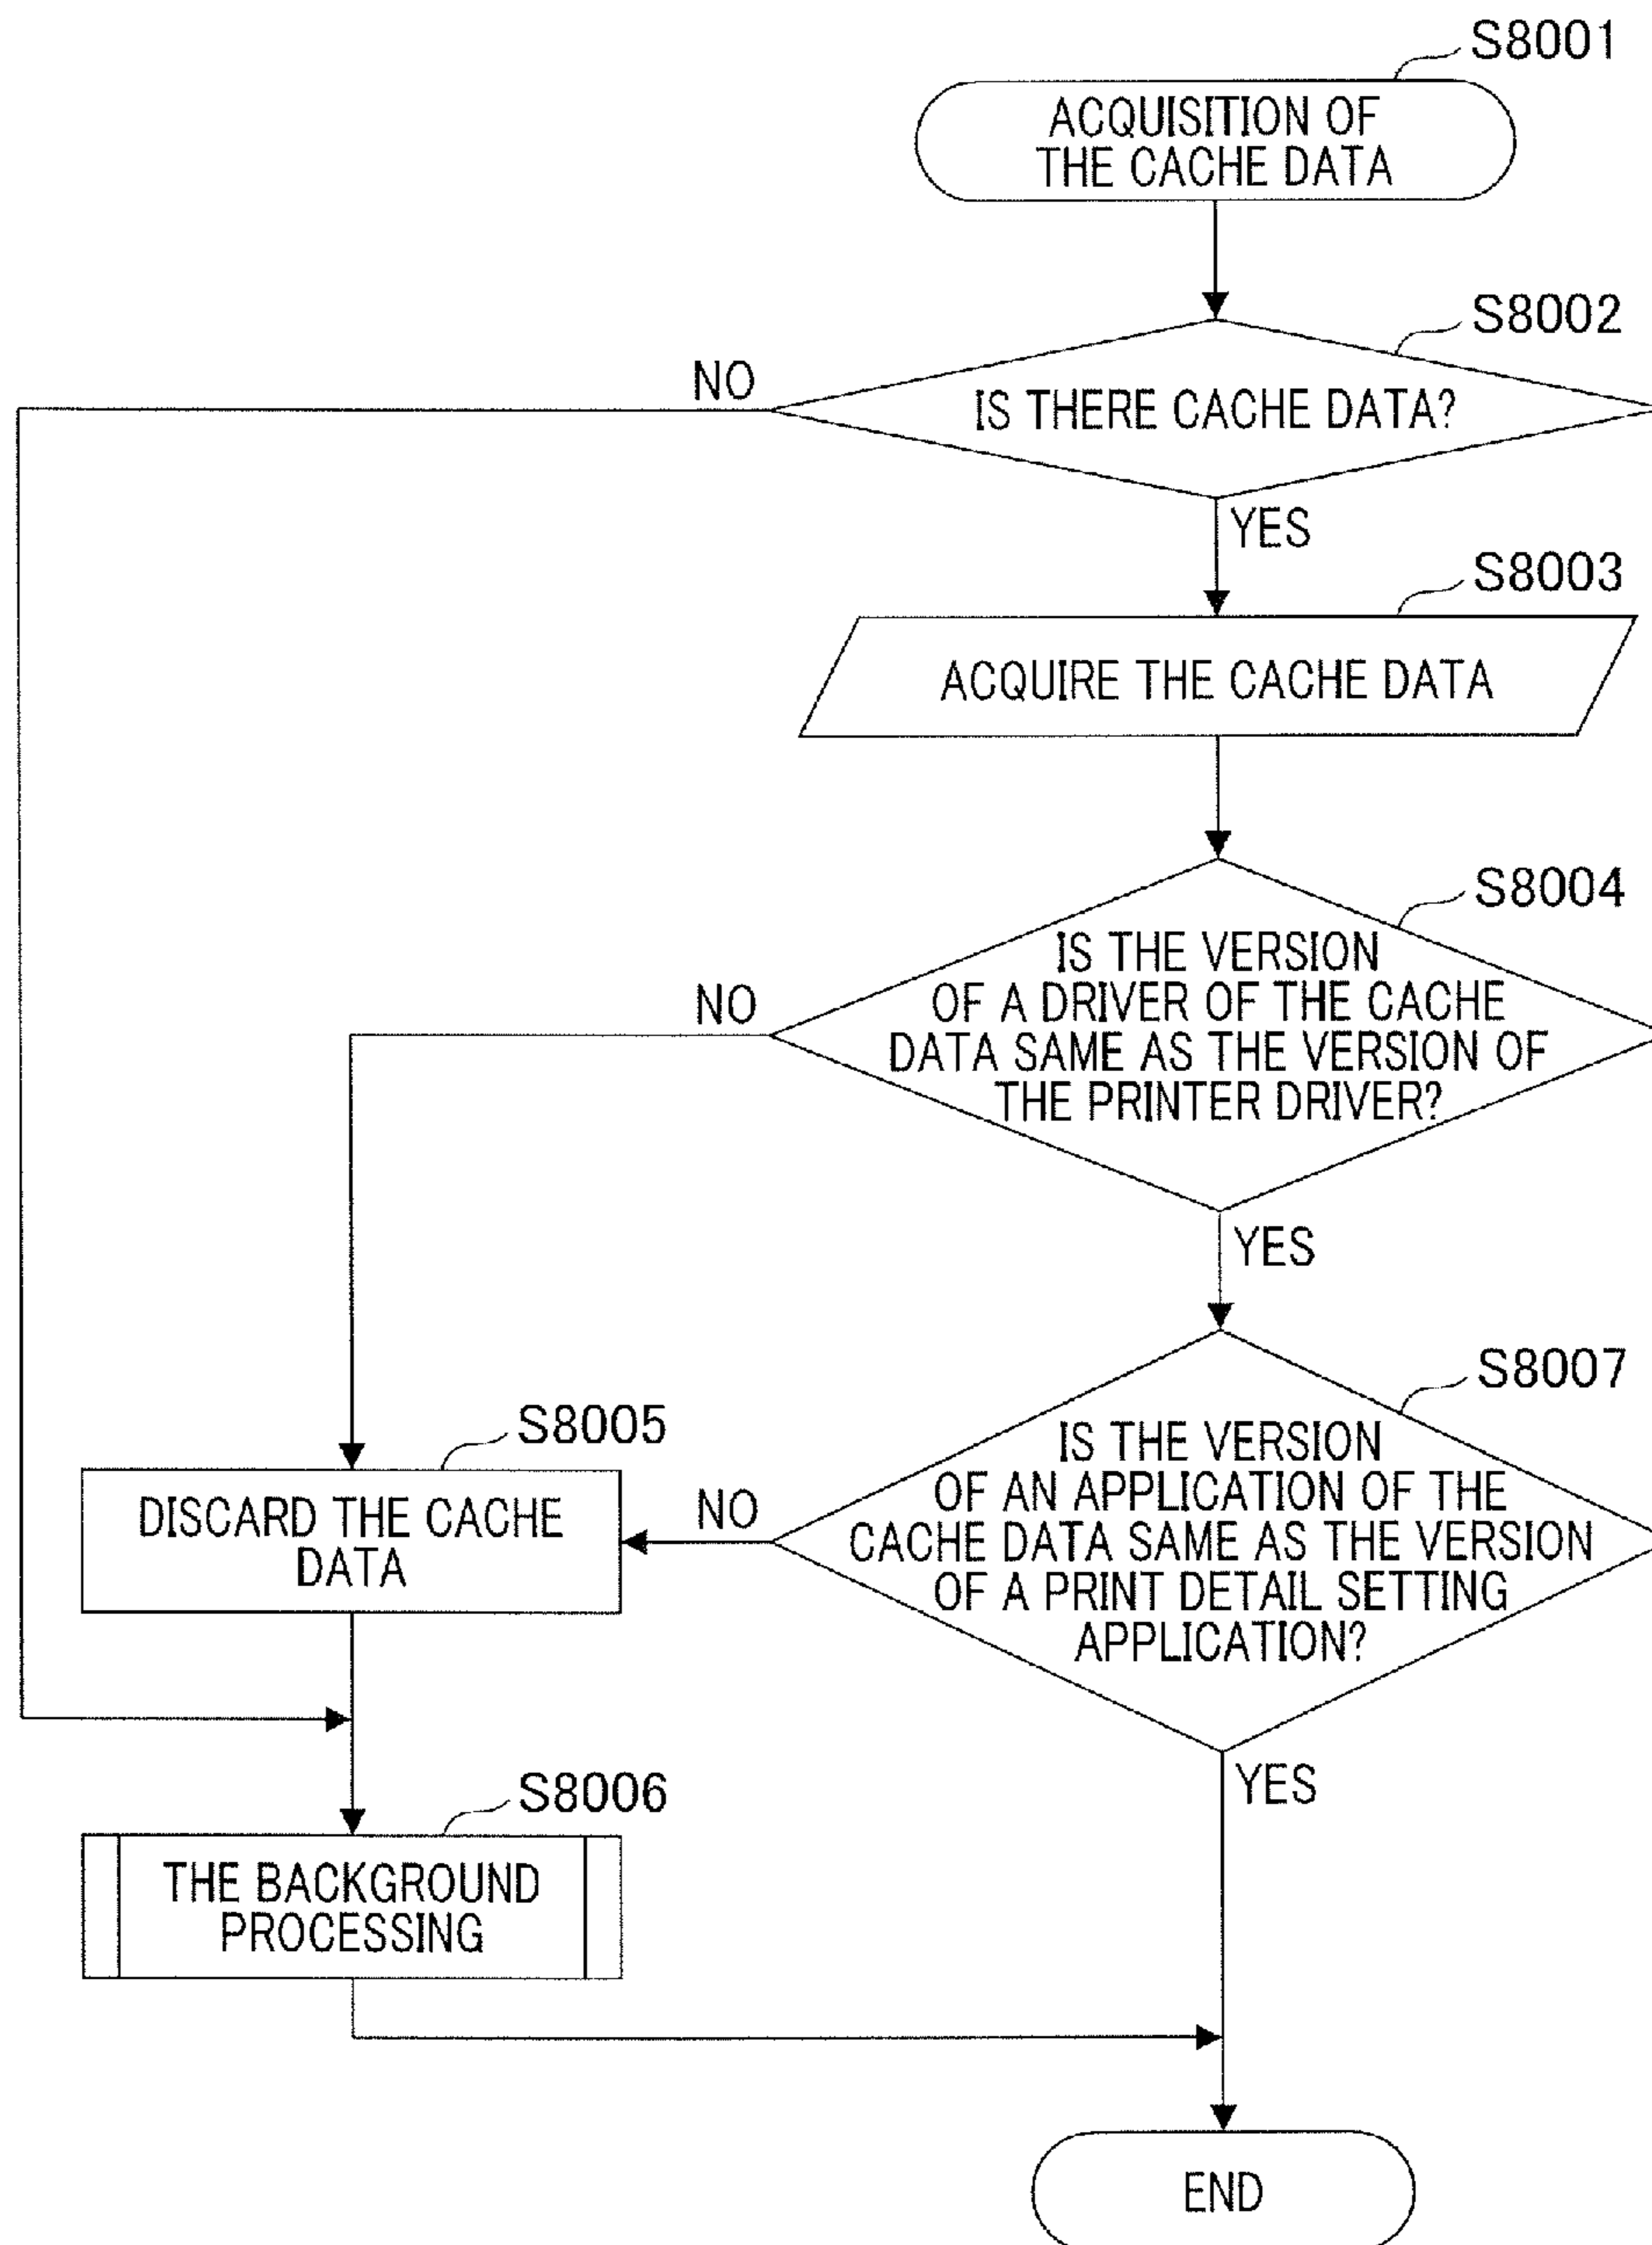 S8001
ACQUISITION OF
THE CACHE DATA
S8002
NO
IS THERE CACHE DATA?
YES
S8003
ACQUIRE THE CACHE DATA
S8004
IS THE VERSION
OF A DRIVER OF THE CACHE
DATA SAME AS THE VERSION OF
THE PRINTER DRIVER?
NO
YES
S8007
IS THE VERSION
OF AN APPLICATION OF THE
CACHE DATA SAME AS THE VERSION
OF A PRINT DETAIL SETTING
APPLICATION?
NO
S8005
DISCARD THE CACHE
DATA
YES
S8006
THE BACKGROUND
PROCESSING
END